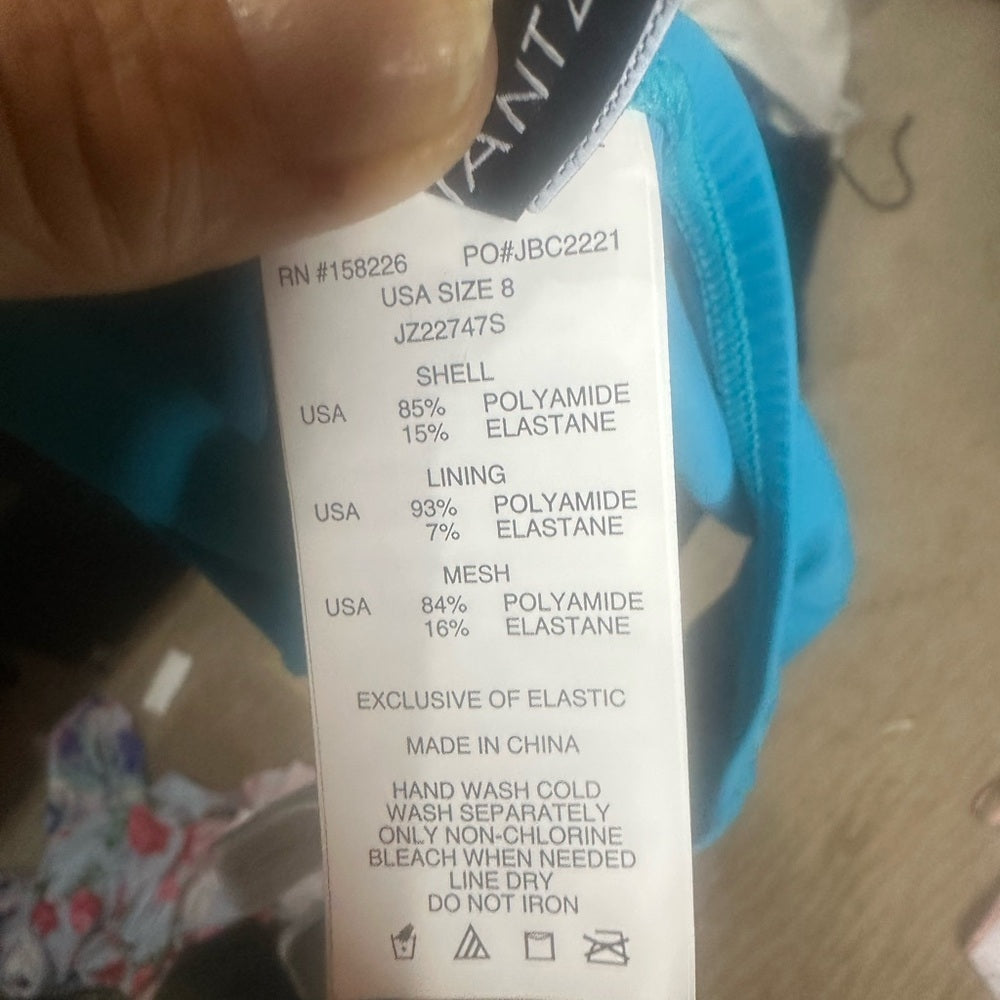 RN #158226 PO#JBC2221
USA SIZE 8
JZ22747S
SHELL
USA 85% POLYAMIDE
15% ELASTANE
LINING
USA 93% POLYAMIDE
7% ELASTANE
MESH
USA 84% POLYAMIDE
16% ELASTANE
EXCLUSIVE OF ELASTIC
MADE IN CHINA
HAND WASH COLD
WASH SEPARATELY
ONLY NON-CHLORINE
BLEACH WHEN NEEDED
LINE DRY
DO NOT IRON